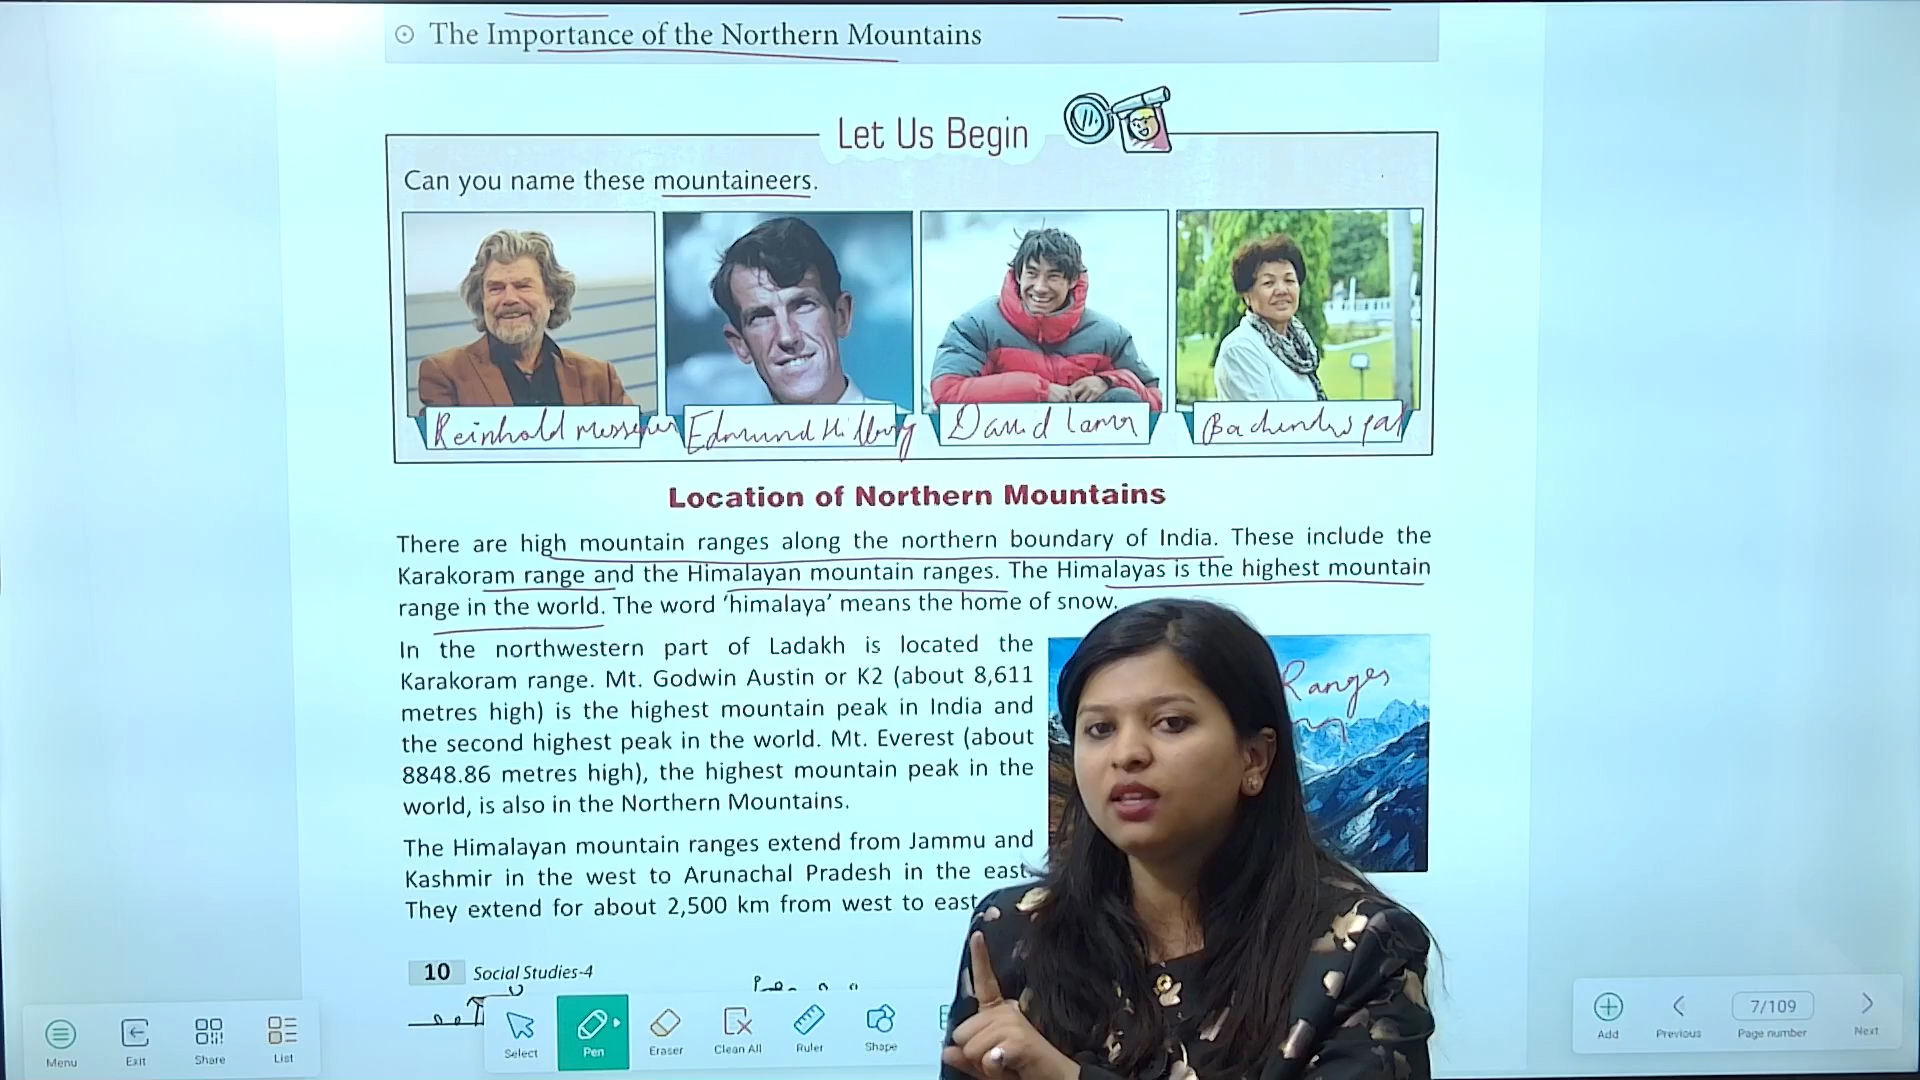 The Importance of the Northern Mountains
Let Us Begin
Can you name these mountaineers.
Reinhold Messener
Edmund Hillary
David Lama
Bachendri pal
Location of Northern Mountains
There are high mountain ranges along the northern boundary of India. These include the
Karakoram range and the Himalayan mountain ranges. The Himalayas is the highest mountain
range in the world. The word ‘himalaya’ means the home of snow.
In the northwestern part of Ladakh is located the
Karakoram range. Mt. Godwin Austin or K2 (about 8,611
metres high) is the highest mountain peak in India and
the second highest peak in the world. Mt. Everest (about
8848.86 metres high), the highest mountain peak in the
world, is also in the Northern Mountains.
Ranges
The Himalayan mountain ranges extend from Jammu and
Kashmir in the west to Arunachal Pradesh in the east.
They extend for about 2,500 km from west to east
10 Social Studies-4
Menu
Exit
Share
List
Select
Pen
Eraser
Clean All
Ruler
Shape
Add
Previous
7/109
Page number
Next